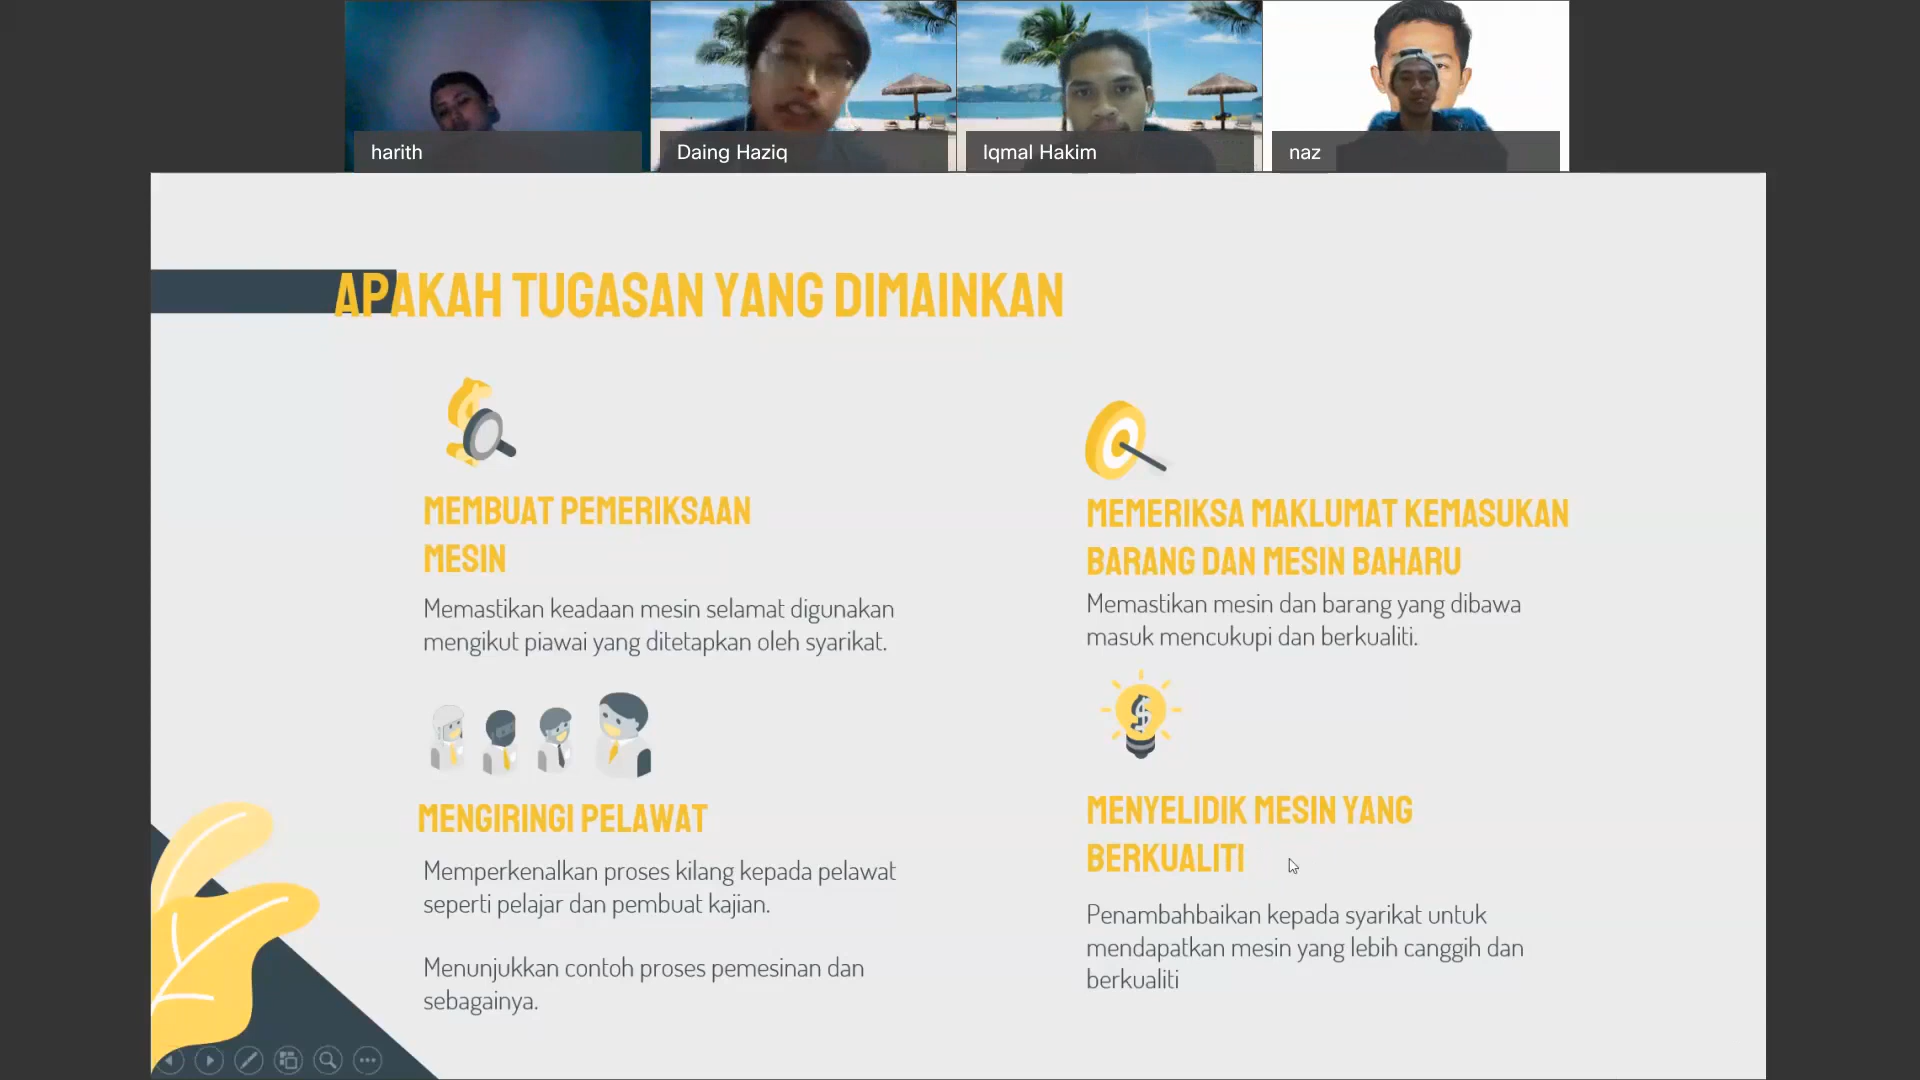 harith
Daing Haziq
Iqmal Hakim
naz
APAKAH TUGASAN YANG DIMAINKAN
MEMBUAT PEMERIKSAAN
MESIN
Memastikan keadaan mesin selamat digunakan
mengikut piawai yang ditetapkan oleh syarikat.
MEMERIKSA MAKLUMAT KEMASUKAN
BARANG DAN MESIN BAHARU
Memastikan mesin dan barang yang dibawa
masuk mencukupi dan berkualiti.
MENGIRINGI PELAWAT
Memperkenalkan proses kilang kepada pelawat
seperti pelajar dan pembuat kajian.
Menunjukkan contoh proses pemesinan dan
sebagainya.
MENYELIDIK MESIN YANG
BERKUALITI
Penambahbaikan kepada syarikat untuk
mendapatkan mesin yang lebih canggih dan
berkualiti